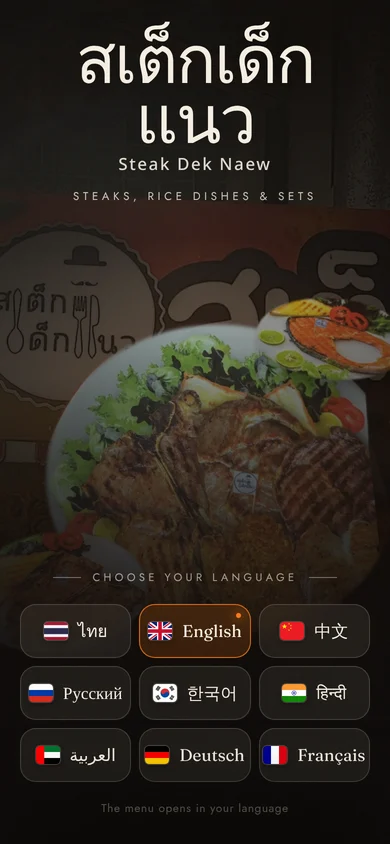 สเต็กเด็ก
แนว
Steak Dek Naew
STEAKS, RICE DISHES & SETS
สเต็ก
เด็กแนว
CHOOSE YOUR LANGUAGE
ไทย
English
中文
Русский
한국어
हिन्दी
العربية
Deutsch
Français
The menu opens in your language